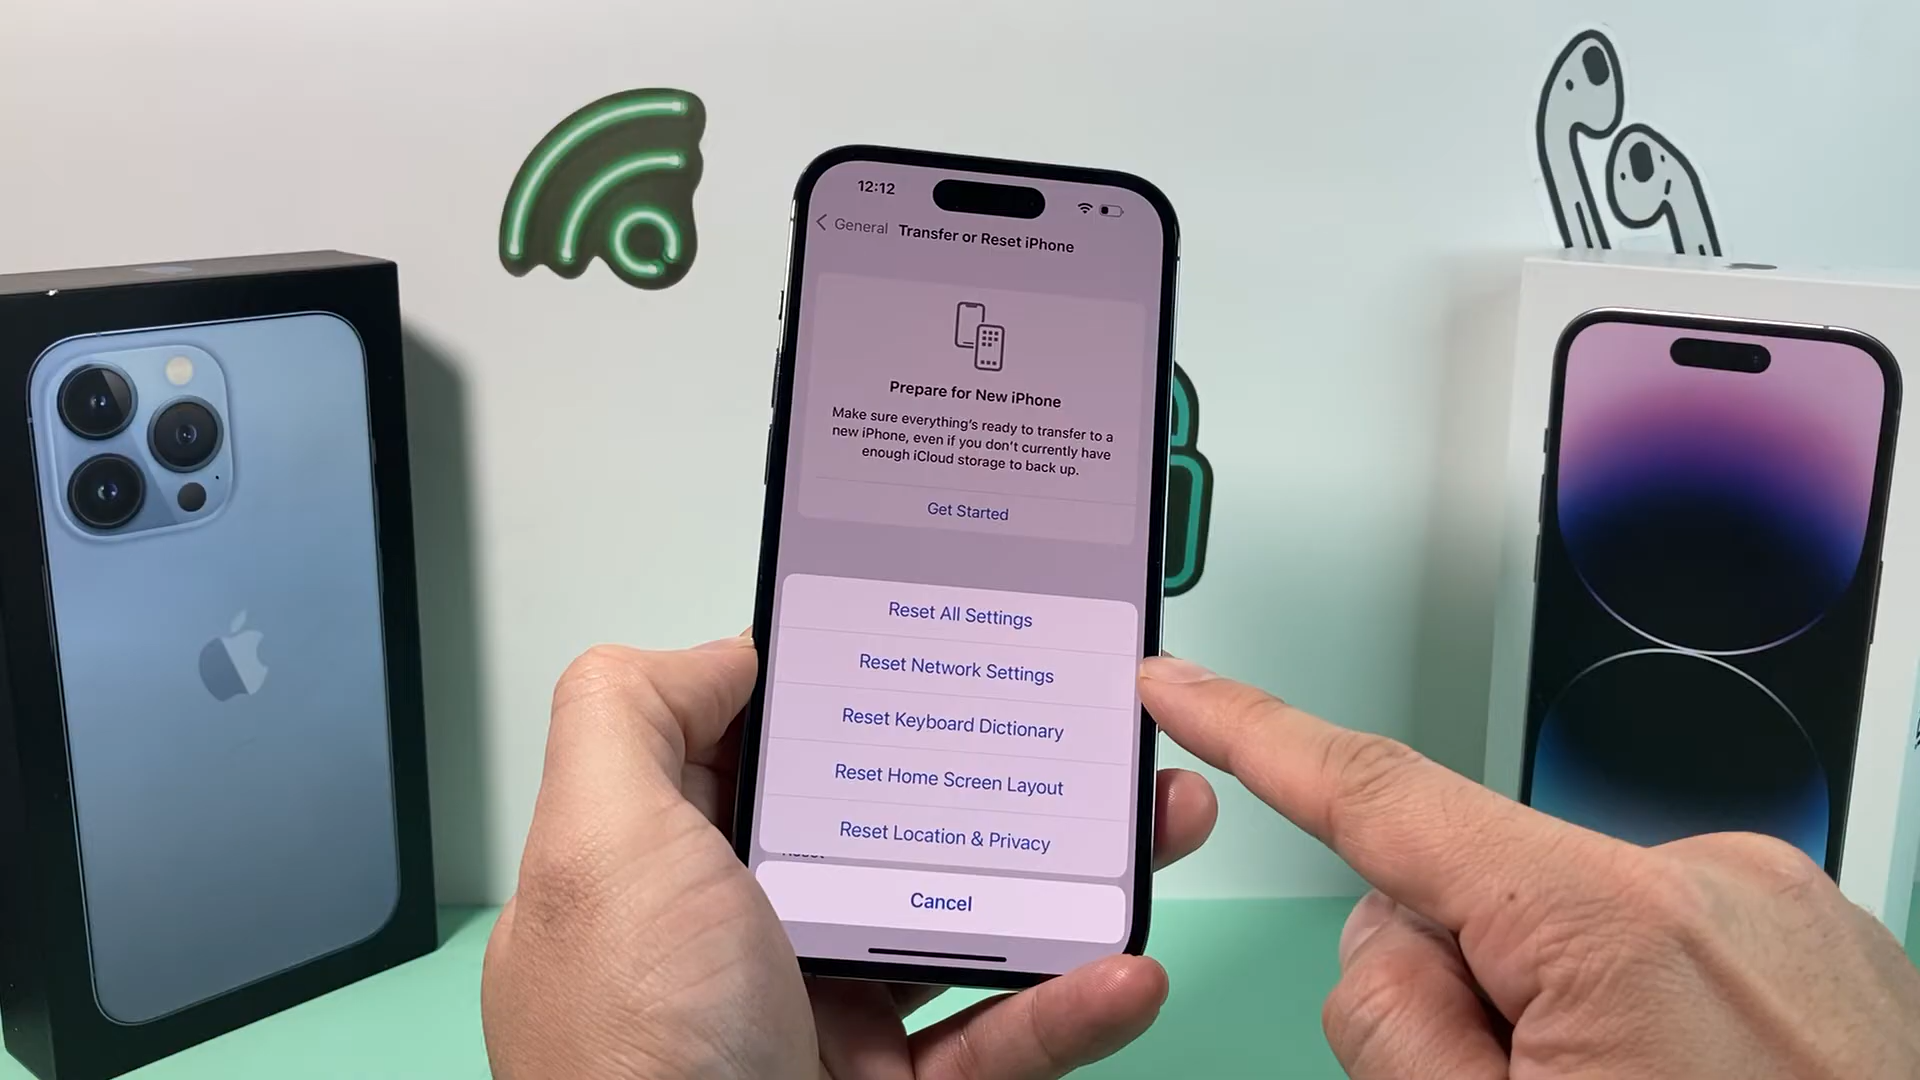 12:12
General Transfer or Reset iPhone
Prepare for New iPhone
Make sure everything's ready to transfer to a
new iPhone, even if you don't currently have
enough iCloud storage to back up.
Get Started
Reset All Settings
Reset Network Settings
Reset Keyboard Dictionary
Reset Home Screen Layout
Reset Location & Privacy
Cancel